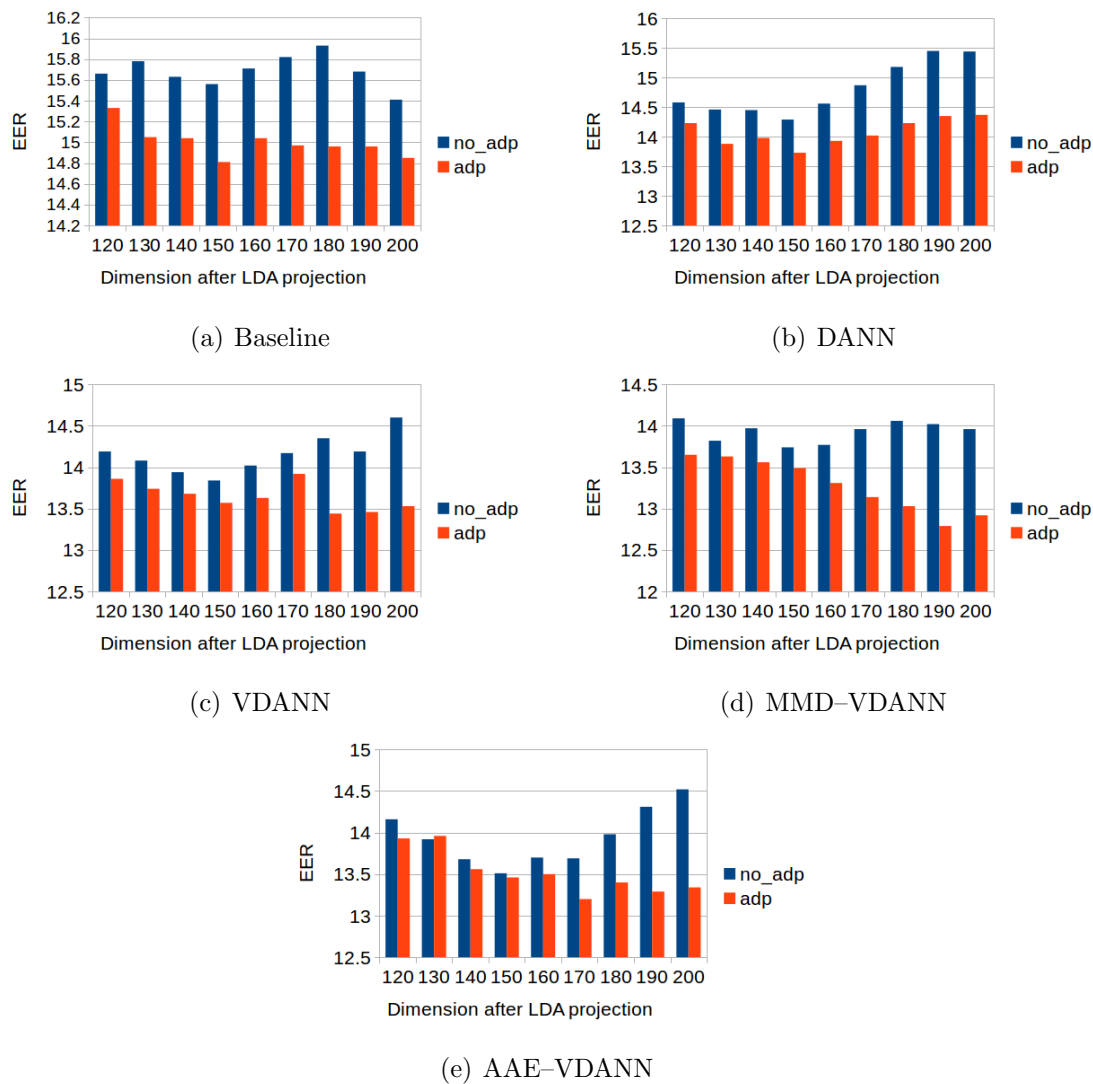 16.2
16
15.8
15.6
15.4
15.2
15
14.8
14.6
14.4
14.2
EER
120 130 140 150 160 170 180 190 200
Dimension after LDA projection
no_adp
adp
(a) Baseline
16
15.5
15
14.5
14
13.5
13
12.5
EER
120 130 140 150 160 170 180 190 200
Dimension after LDA projection
no_adp
adp
(b) DANN
15
14.5
14
13.5
13
12.5
EER
120 130 140 150 160 170 180 190 200
Dimension after LDA projection
no_adp
adp
(c) VDANN
14.5
14
13.5
13
12.5
12
EER
120 130 140 150 160 170 180 190 200
Dimension after LDA projection
no_adp
adp
(d) MMD–VDANN
15
14.5
14
13.5
13
12.5
EER
120 130 140 150 160 170 180 190 200
Dimension after LDA projection
no_adp
adp
(e) AAE–VDANN